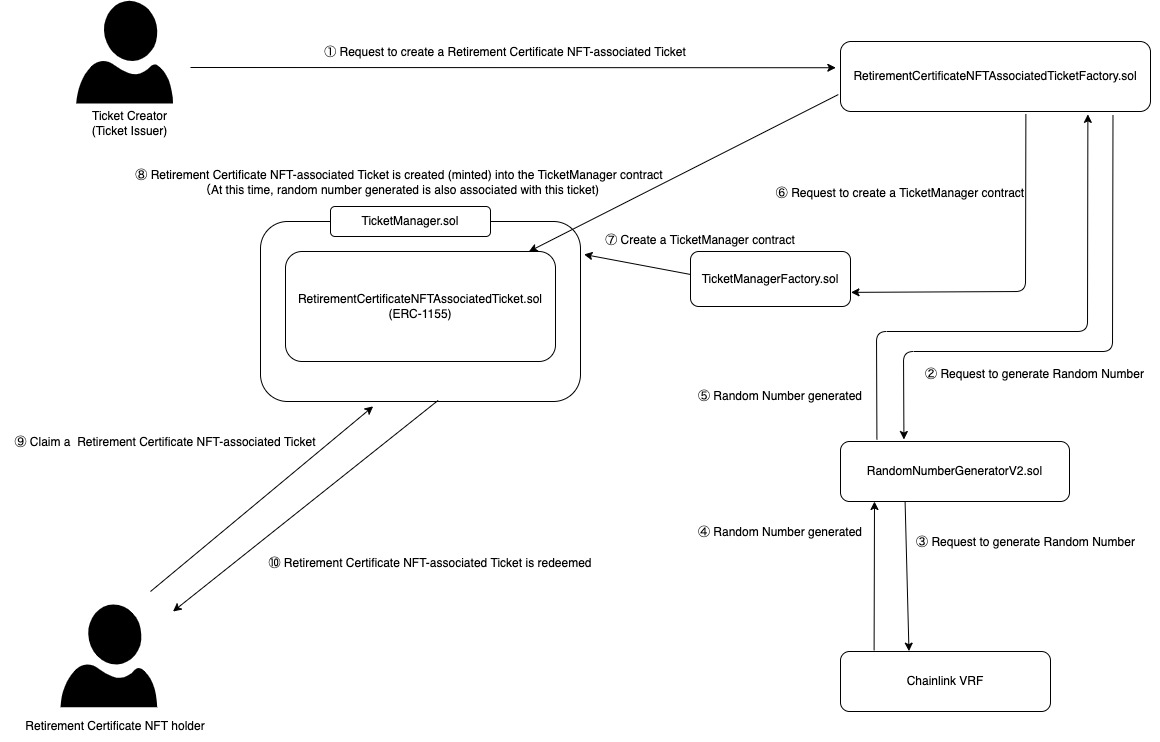 ① Request to create a Retirement Certificate NFT-associated Ticket
RetirementCertificateNFTAssociatedTicketFactory.sol
Ticket Creator
(Ticket Issuer)
⑧ Retirement Certificate NFT-associated Ticket is created (minted) into the TicketManager contract
(At this time, random number generated is also associated with this ticket)
⑥ Request to create a TicketManager contract
TicketManager.sol
⑦ Create a TicketManager contract
TicketManagerFactory.sol
RetirementCertificateNFTAssociatedTicket.sol
(ERC-1155)
② Request to generate Random Number
⑤ Random Number generated
⑨ Claim a  Retirement Certificate NFT-associated Ticket
RandomNumberGeneratorV2.sol
④ Random Number generated
③ Request to generate Random Number
⑩ Retirement Certificate NFT-associated Ticket is redeemed
Chainlink VRF
Retirement Certificate NFT holder